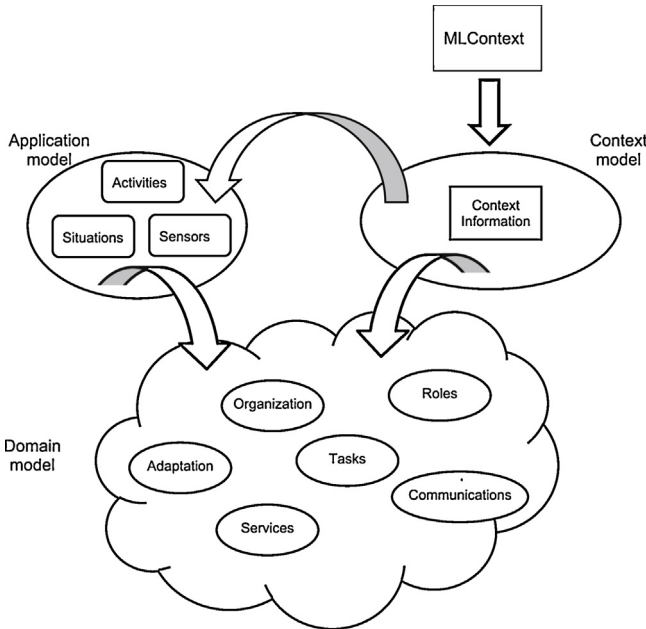 MLContext
Application
model
Context
model
Activities
Context
Information
Situations
Sensors
Organization
Roles
Domain
model
Adaptation
Tasks
Communications
Services